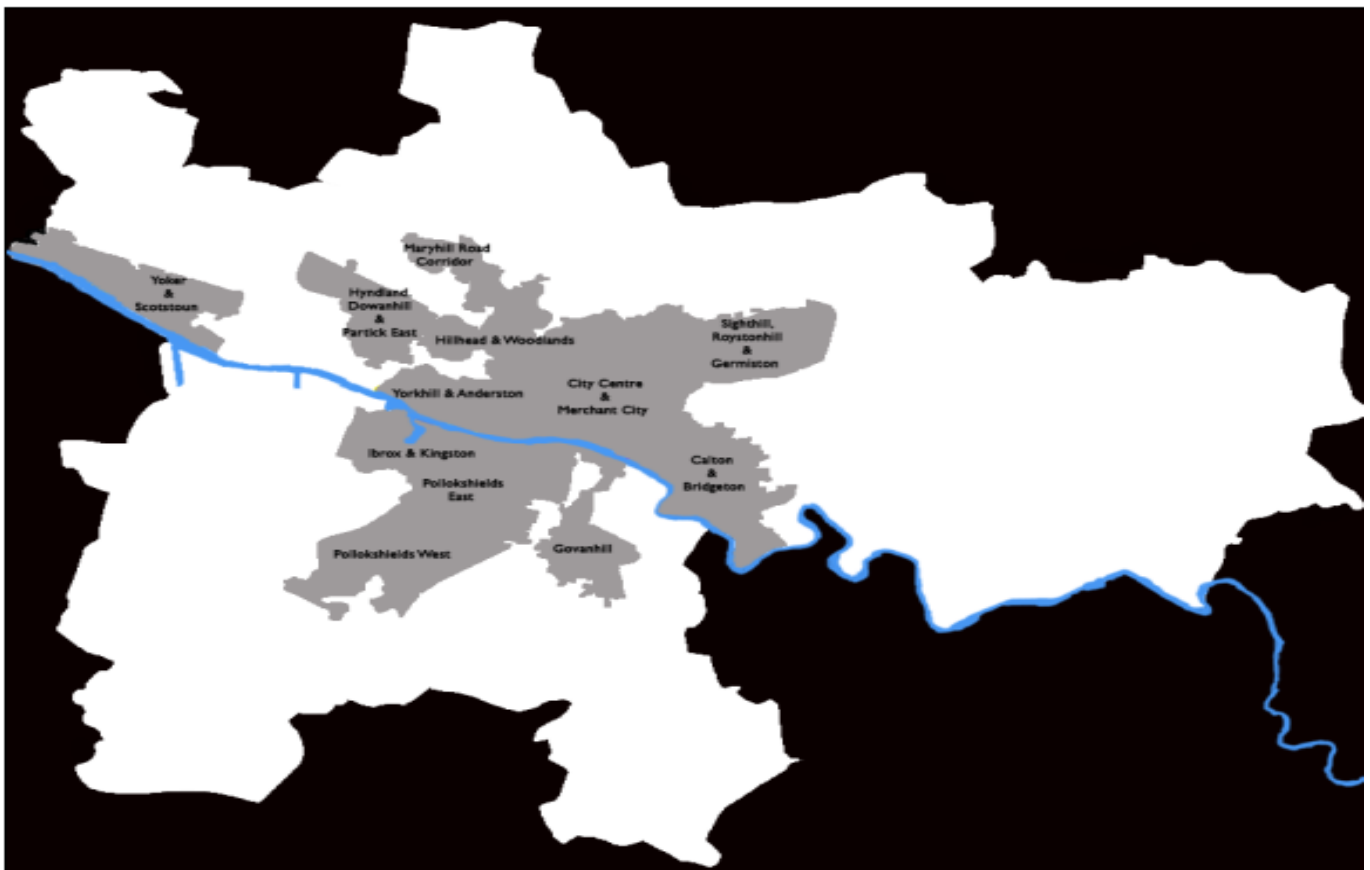 Maryhill Road
Corridor
Yoker
&
Scotstoun
Hyndland,
Dowanhill
&
Partick East
Hillhead & Woodlands
Sighthill,
Roystonhill
&
Germiston
Yorkhill & Anderston
City Centre
&
Merchant City
Ibrox & Kingston
Pollokshields
East
Calton
&
Bridgeton
Pollokshields West
Govanhill